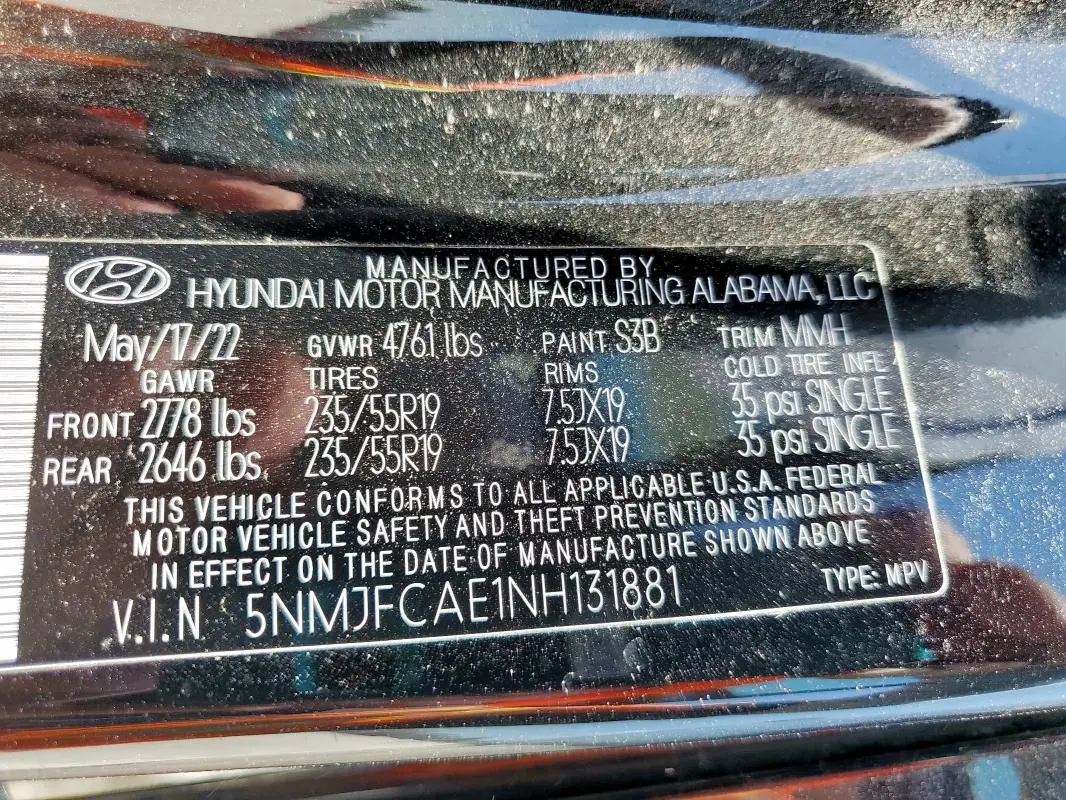 MANUFACTURED BY
HYUNDAI MOTOR MANUFACTURING ALABAMA, LLC
May/17/22 GVWR 4761 lbs PAINT S3B TRIM MMH
GAWR TIRES RIMS COLD TIRE INFL
FRONT 2778 lbs 235/55R19 7.5JX19 35 psi SINGLE
REAR 2646 lbs 235/55R19 7.5JX19 35 psi SINGLE
THIS VEHICLE CONFORMS TO ALL APPLICABLE U.S.A. FEDERAL
MOTOR VEHICLE SAFETY AND THEFT PREVENTION STANDARDS
IN EFFECT ON THE DATE OF MANUFACTURE SHOWN ABOVE
V.I.N 5NMJFCAE1NH131881 TYPE: MPV